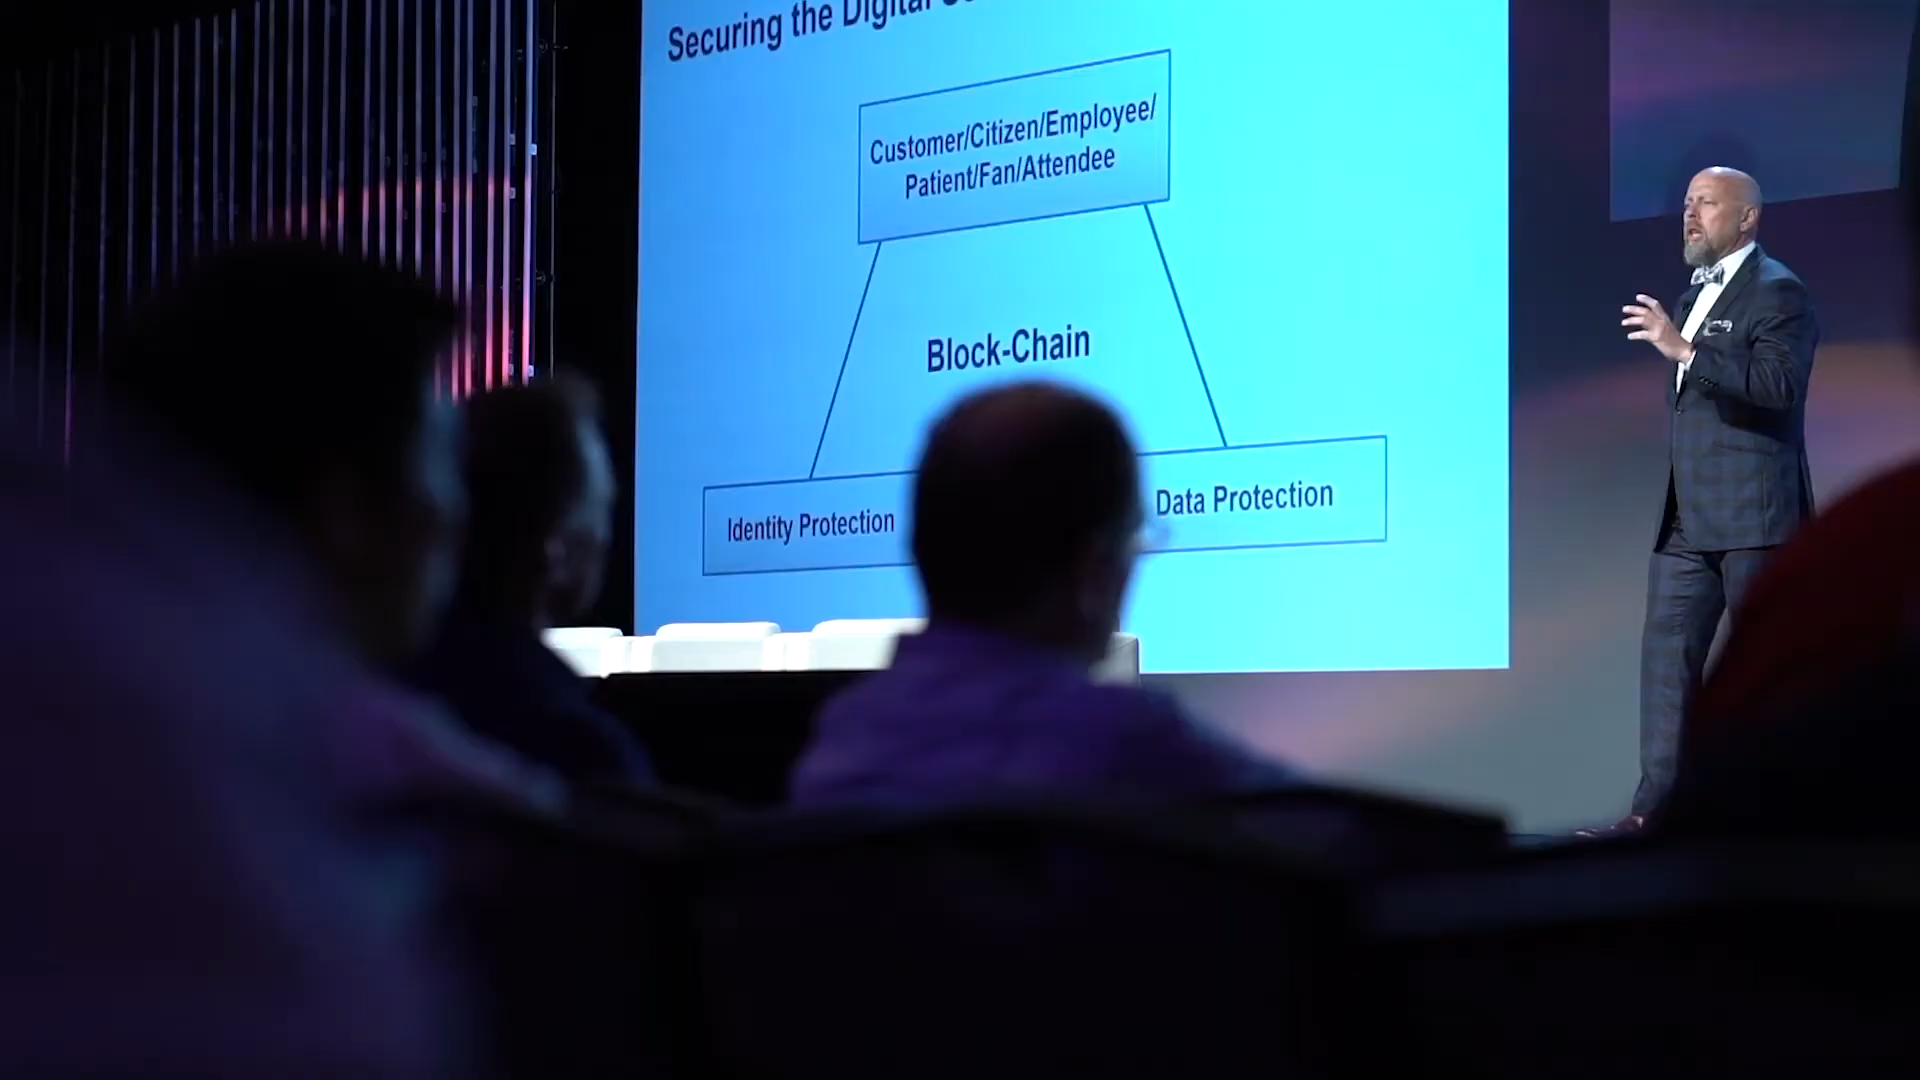 Securing the Digital
Customer/Citizen/Employee/
Patient/Fan/Attendee
Block-Chain
Identity Protection
Data Protection